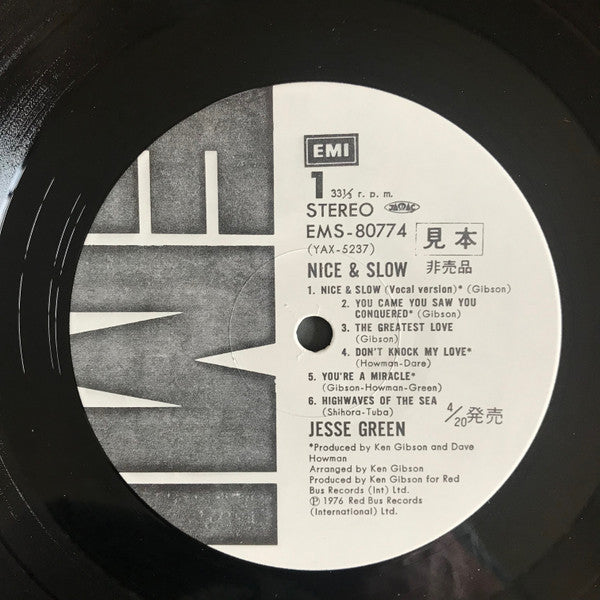 EMI
1 33⅓ r. p. m.
STEREO JASRAC
EMS-80774 見本
(YAX-5237)
NICE & SLOW 非売品
1. NICE & SLOW (Vocal version)* (Gibson)
2. YOU CAME YOU SAW YOU
CONQUERED* (Gibson)
3. THE GREATEST LOVE
(Gibson)
4. DON'T KNOCK MY LOVE*
(Howman-Dare)
5. YOU'RE A MIRACLE*
(Gibson-Howman-Green)
6. HIGHWAVES OF THE SEA
(Shihora-Tuba)
4/20発売
JESSE GREEN
*Produced by Ken Gibson and Dave
Howman
Arranged by Ken Gibson
Produced by Ken Gibson for Red
Bus Records (Int) Ltd.
℗ 1976 Red Bus Records
(International) Ltd.
EMI